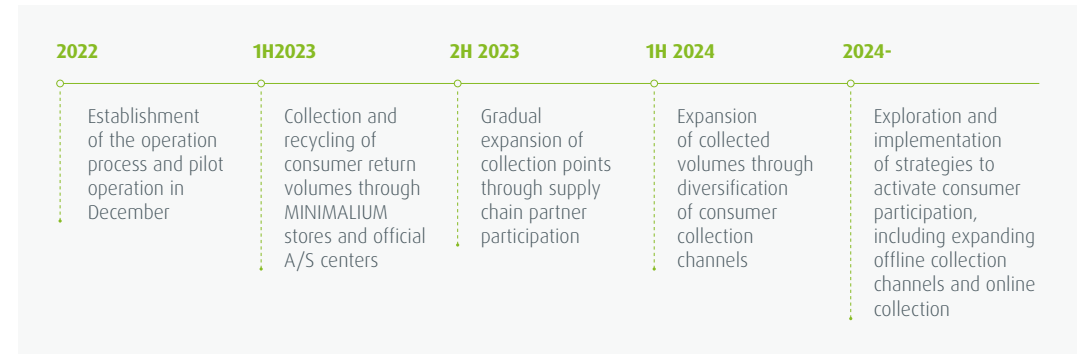 2022
Establishment
of the operation
process and pilot
operation in
December
1H2023
Collection and
recycling of
consumer return
volumes through
MINIMALIUM
stores and official
A/S centers
2H 2023
Gradual
expansion of
collection points
through supply
chain partner
participation
1H 2024
Expansion
of collected
volumes through
diversification
of consumer
collection
channels
2024-
Exploration and
implementation
of strategies to
activate consumer
participation,
including expanding
offline collection
channels and online
collection